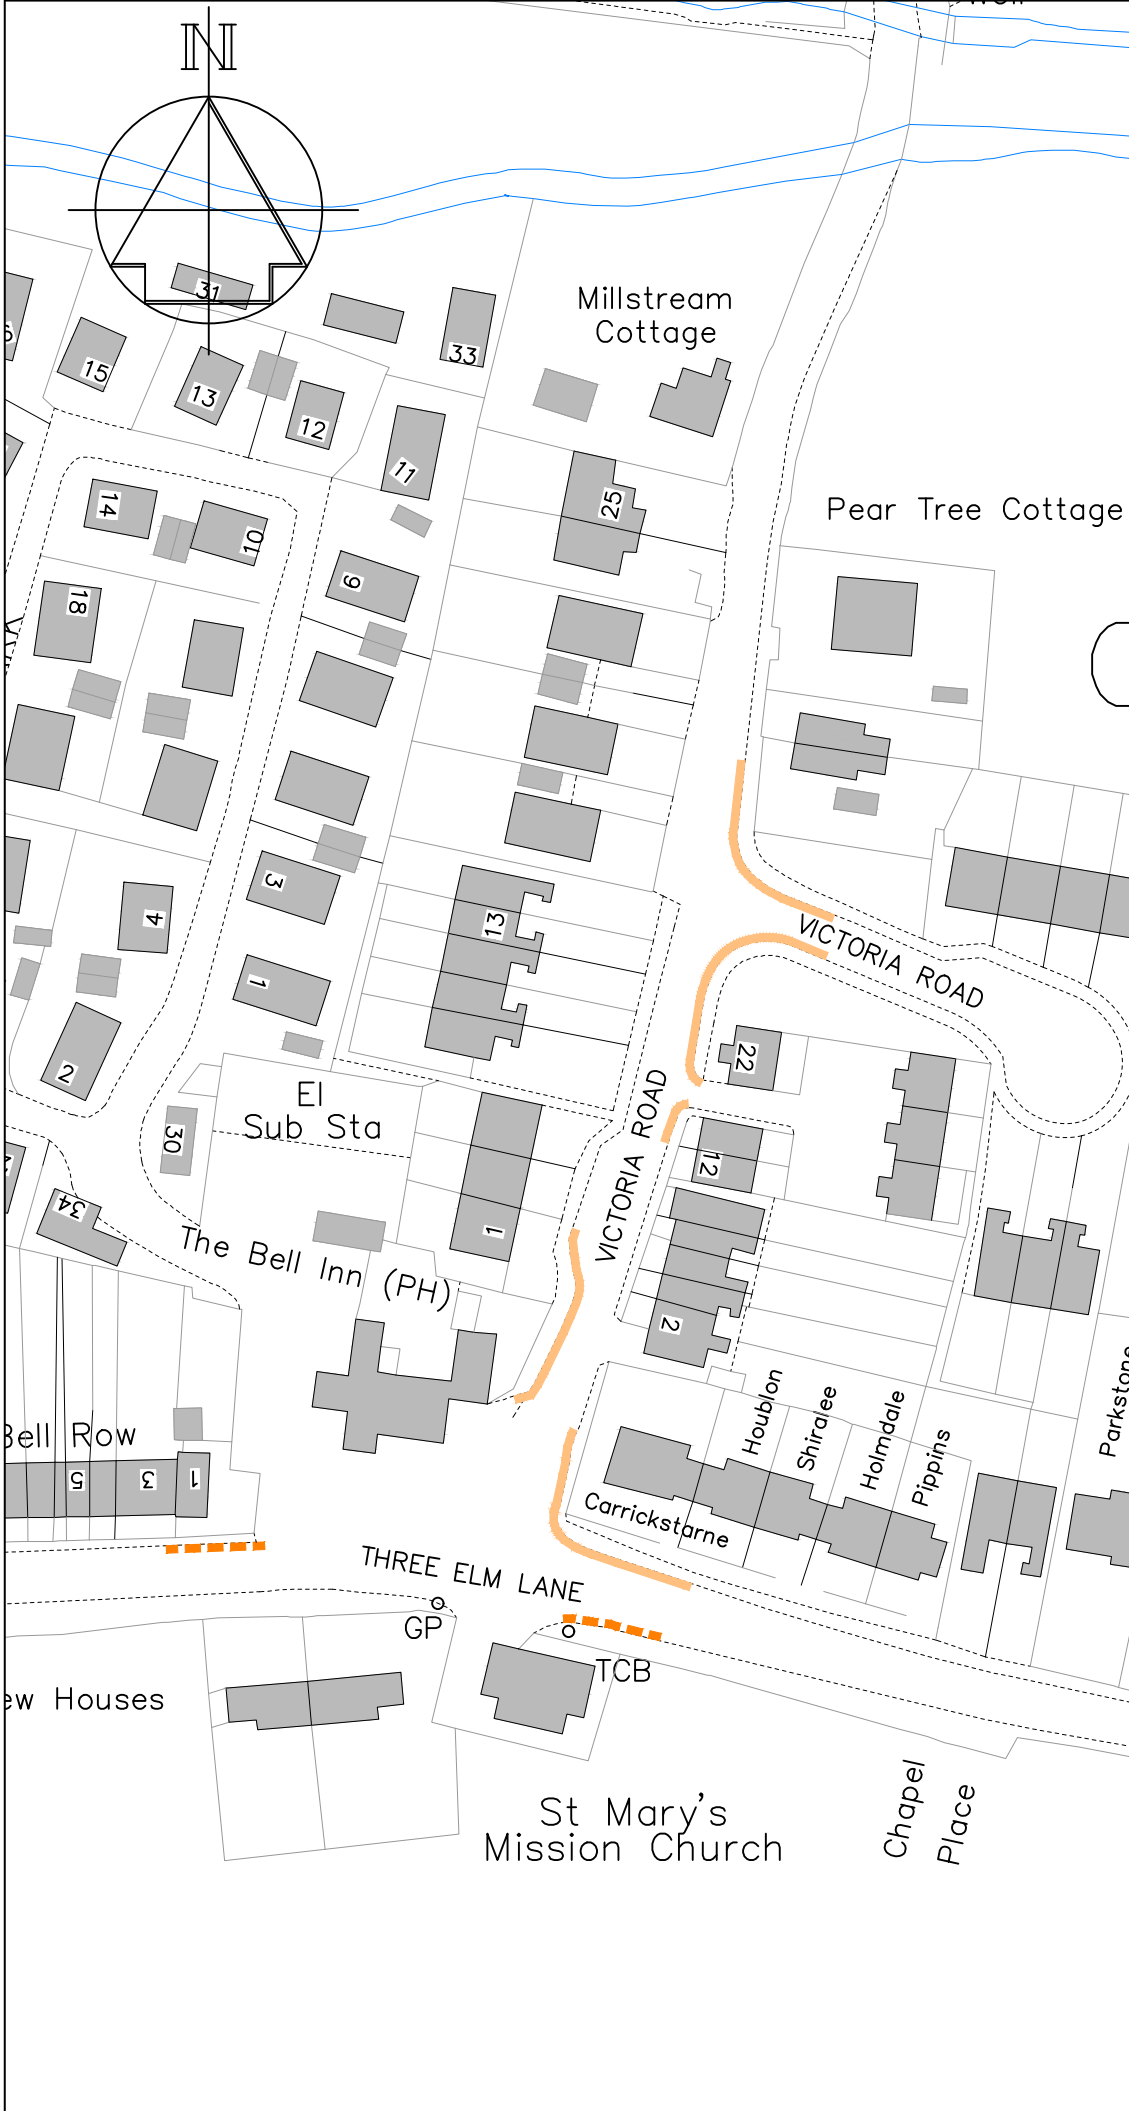 N
31
15
13
12
33
11
Millstream
Cottage
25
14
10
9
18
Pear Tree Cottage
3
4
1
2
13
VICTORIA ROAD
22
El
Sub Sta
30
34
VICTORIA ROAD
12
1
The Bell Inn (PH)
2
Houblon
Shiralee
Holmdale
Pippins
Parkstone
Bell Row
5
3
1
Carrickstarne
THREE ELM LANE
GP
TCB
ew Houses
St Mary's
Mission Church
Chapel
Place